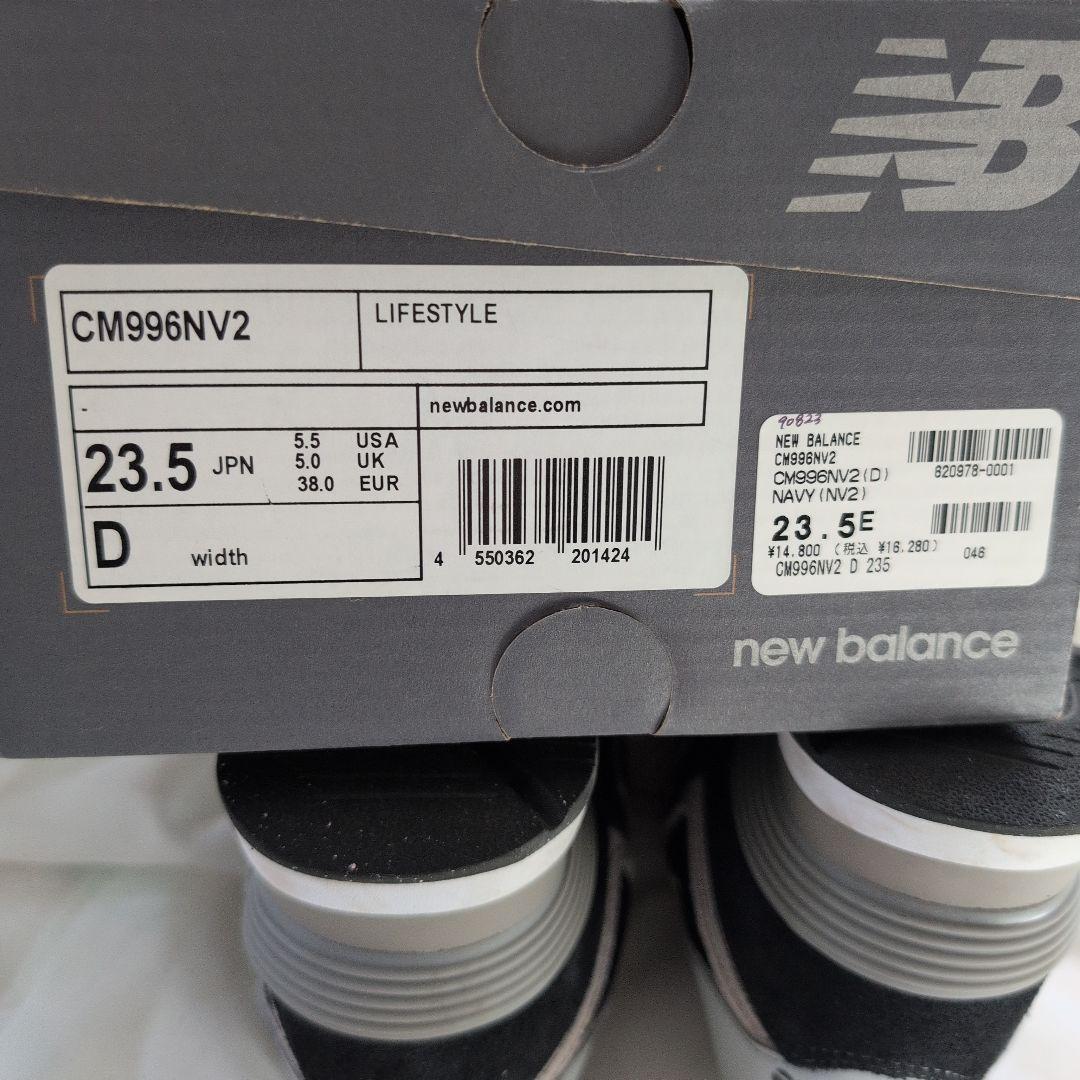 NB
CM996NV2
LIFESTYLE
-
newbalance.com
23.5 JPN
5.5 USA
5.0 UK
38.0 EUR
D width
4 550362 201424
90823
NEW BALANCE
CM996NV2
CM996NV2(D)
NAVY(NV2)
620978-0001
23.5E
¥14.800 (税込 ¥16.280)
046
CM996NV2 D 235
new balance